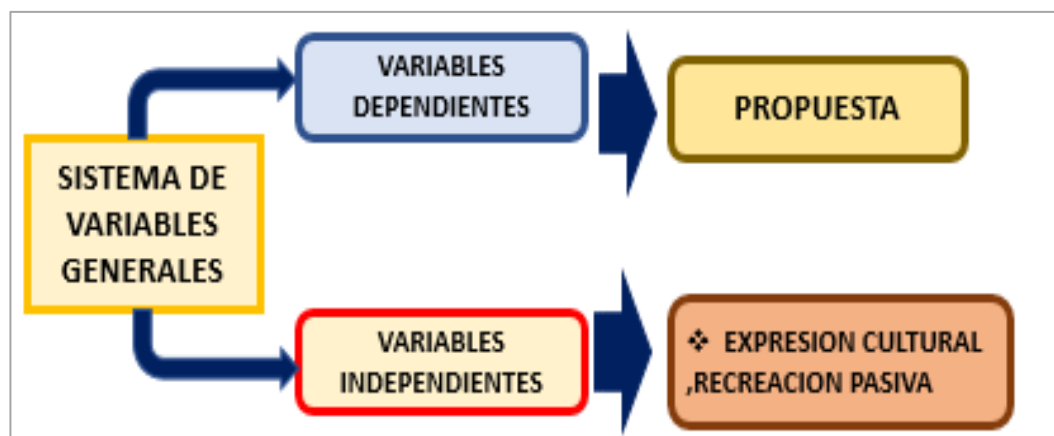 VARIABLES
DEPENDIENTES
PROPUESTA
SISTEMA DE
VARIABLES
GENERALES
VARIABLES
INDEPENDIENTES
❖ EXPRESION CULTURAL
,RECREACION PASIVA